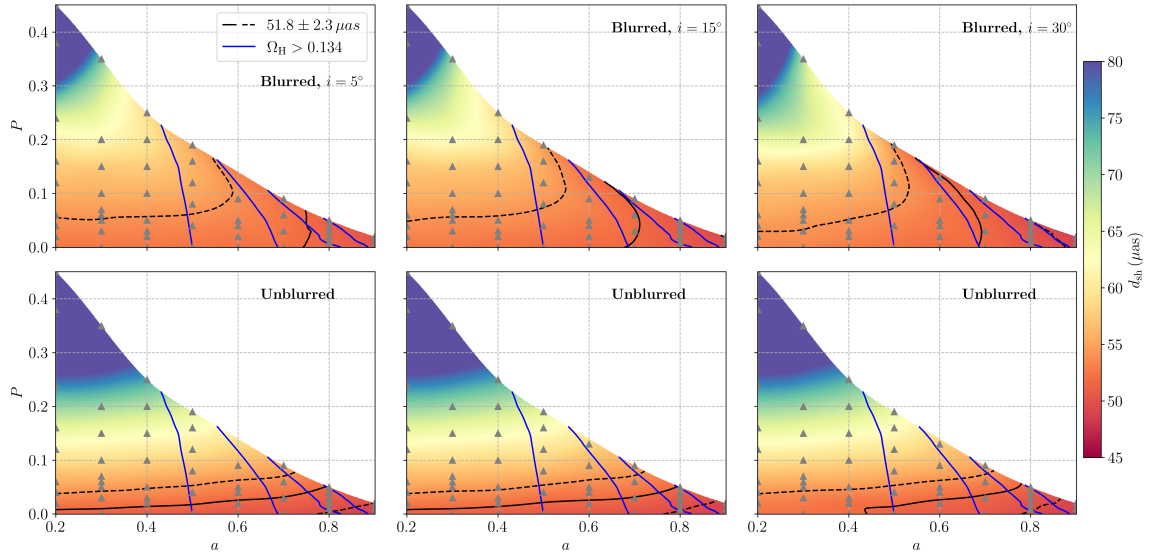 51.8 ± 2.3 μas
Ω_H > 0.134
Blurred, i = 5°
Blurred, i = 15°
Blurred, i = 30°
0.4
0.3
0.2
0.1
0.0
P
80
75
70
65
60
55
50
45
d_sh (μas)
Unblurred
Unblurred
Unblurred
0.4
0.3
0.2
0.1
0.0
P
0.2 0.4 0.6 0.8
0.2 0.4 0.6 0.8
0.2 0.4 0.6 0.8
a
a
a